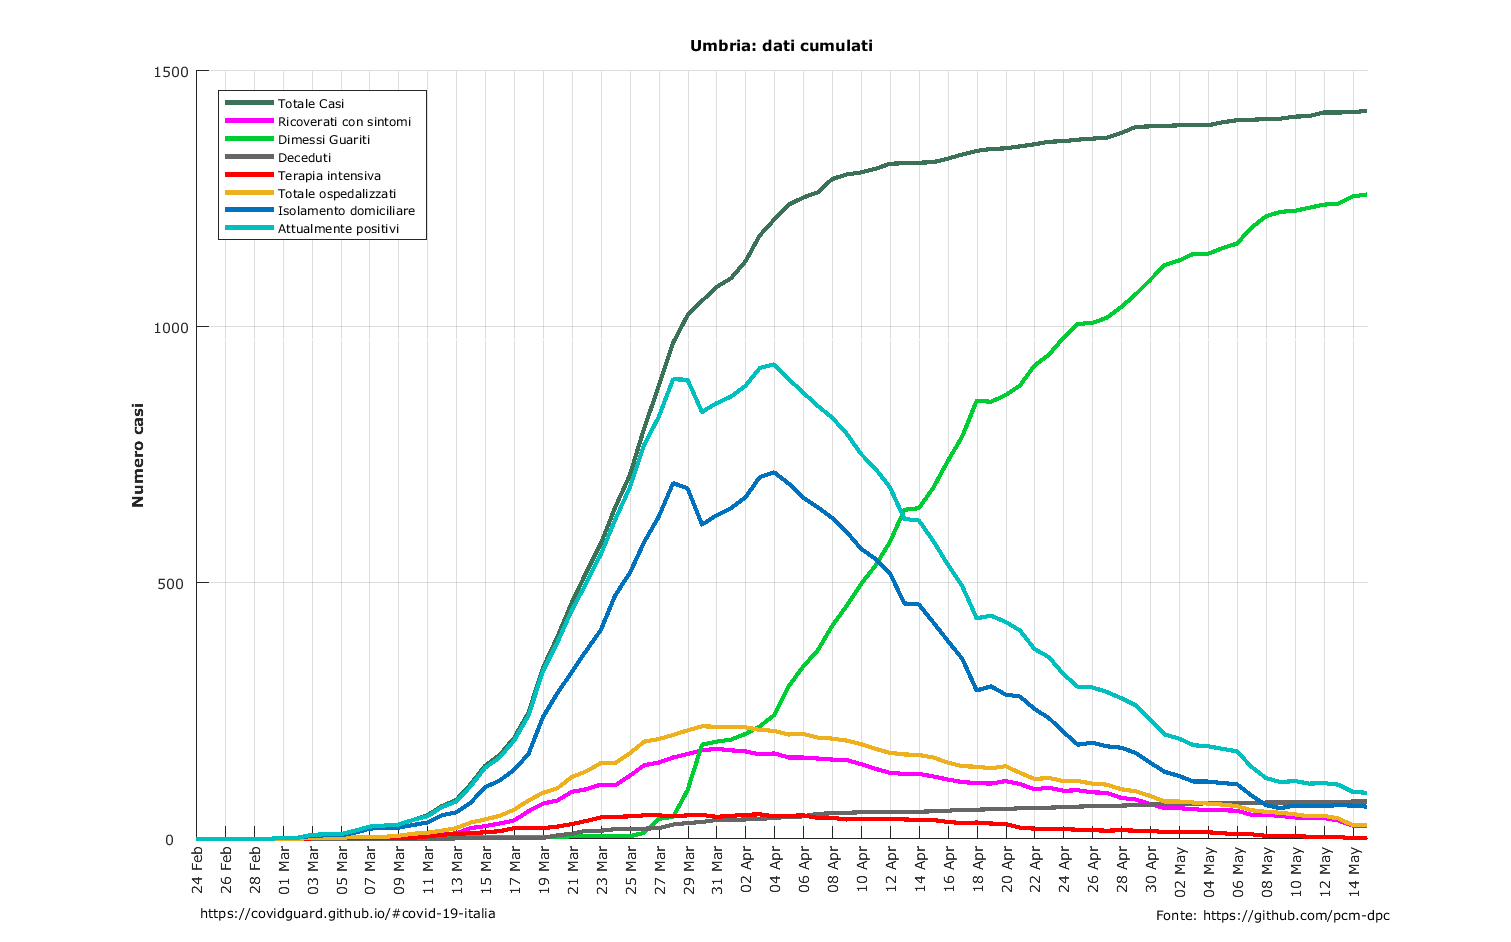 Umbria: dati cumulati
1500
1000
500
0
Numero casi
Totale Casi
Ricoverati con sintomi
Dimessi Guariti
Deceduti
Terapia intensiva
Totale ospedalizzati
Isolamento domiciliare
Attualmente positivi
24 Feb
26 Feb
28 Feb
01 Mar
03 Mar
05 Mar
07 Mar
09 Mar
11 Mar
13 Mar
15 Mar
17 Mar
19 Mar
21 Mar
23 Mar
25 Mar
27 Mar
29 Mar
31 Mar
02 Apr
04 Apr
06 Apr
08 Apr
10 Apr
12 Apr
14 Apr
16 Apr
18 Apr
20 Apr
22 Apr
24 Apr
26 Apr
28 Apr
30 Apr
02 May
04 May
06 May
08 May
10 May
12 May
14 May
https://covidguard.github.io/#covid-19-italia
Fonte: https://github.com/pcm-dpc